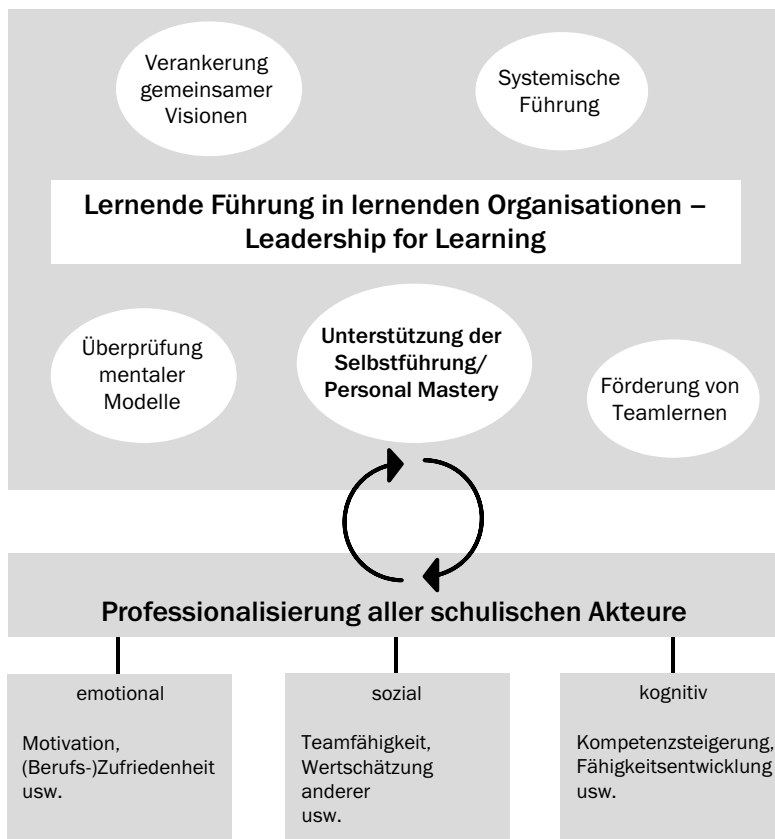 Verankerung
gemeinsamer
Visionen
Systemische
Führung
Lernende Führung in lernenden Organisationen –
Leadership for Learning
Überprüfung
mentaler
Modelle
Unterstützung der
Selbstführung/
Personal Mastery
Förderung von
Teamlernen
Professionalisierung aller schulischen Akteure
emotional
Motivation,
(Berufs-)Zufriedenheit
usw.
sozial
Teamfähigkeit,
Wertschätzung
anderer
usw.
kognitiv
Kompetenzsteigerung,
Fähigkeitsentwicklung
usw.